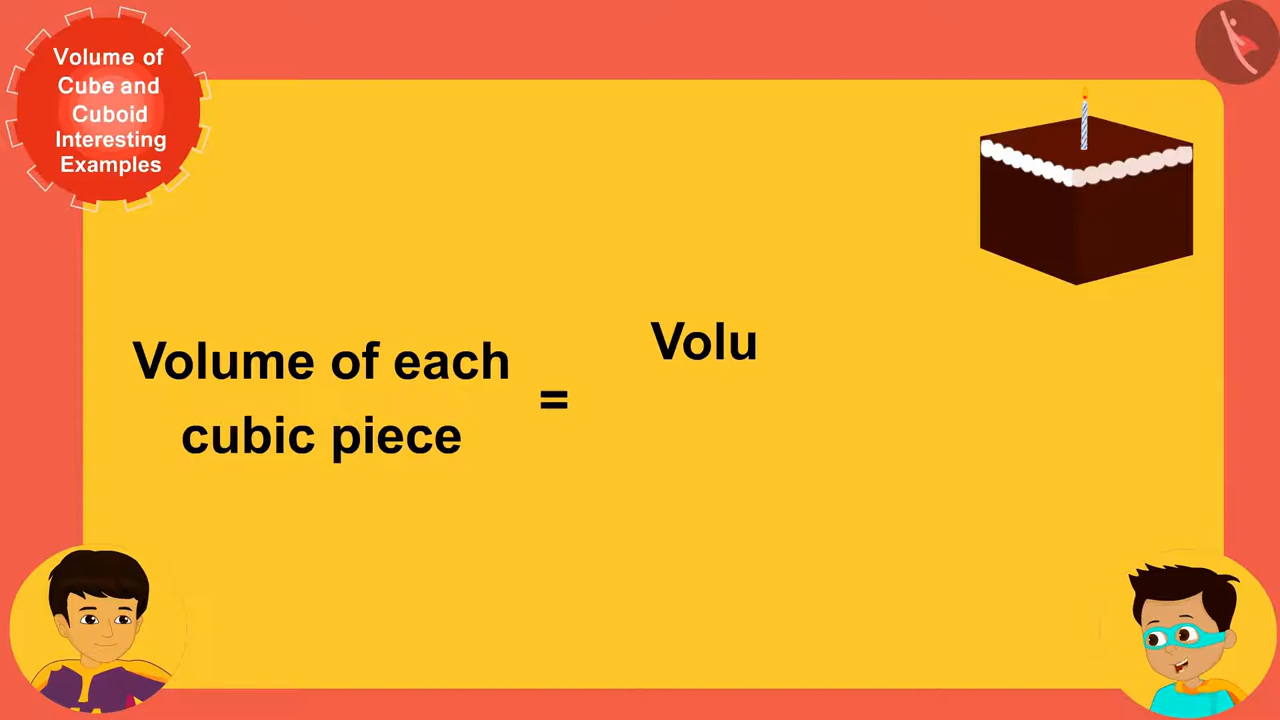 Volume of
Cube and
Cuboid
Interesting
Examples
Volume of each
cubic piece
=
Volu